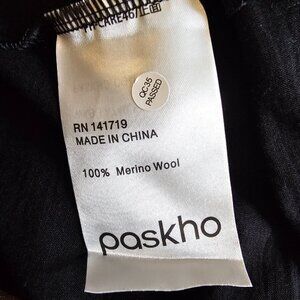 QC35
PASSED
RN 141719
MADE IN CHINA
100% Merino Wool
paskho